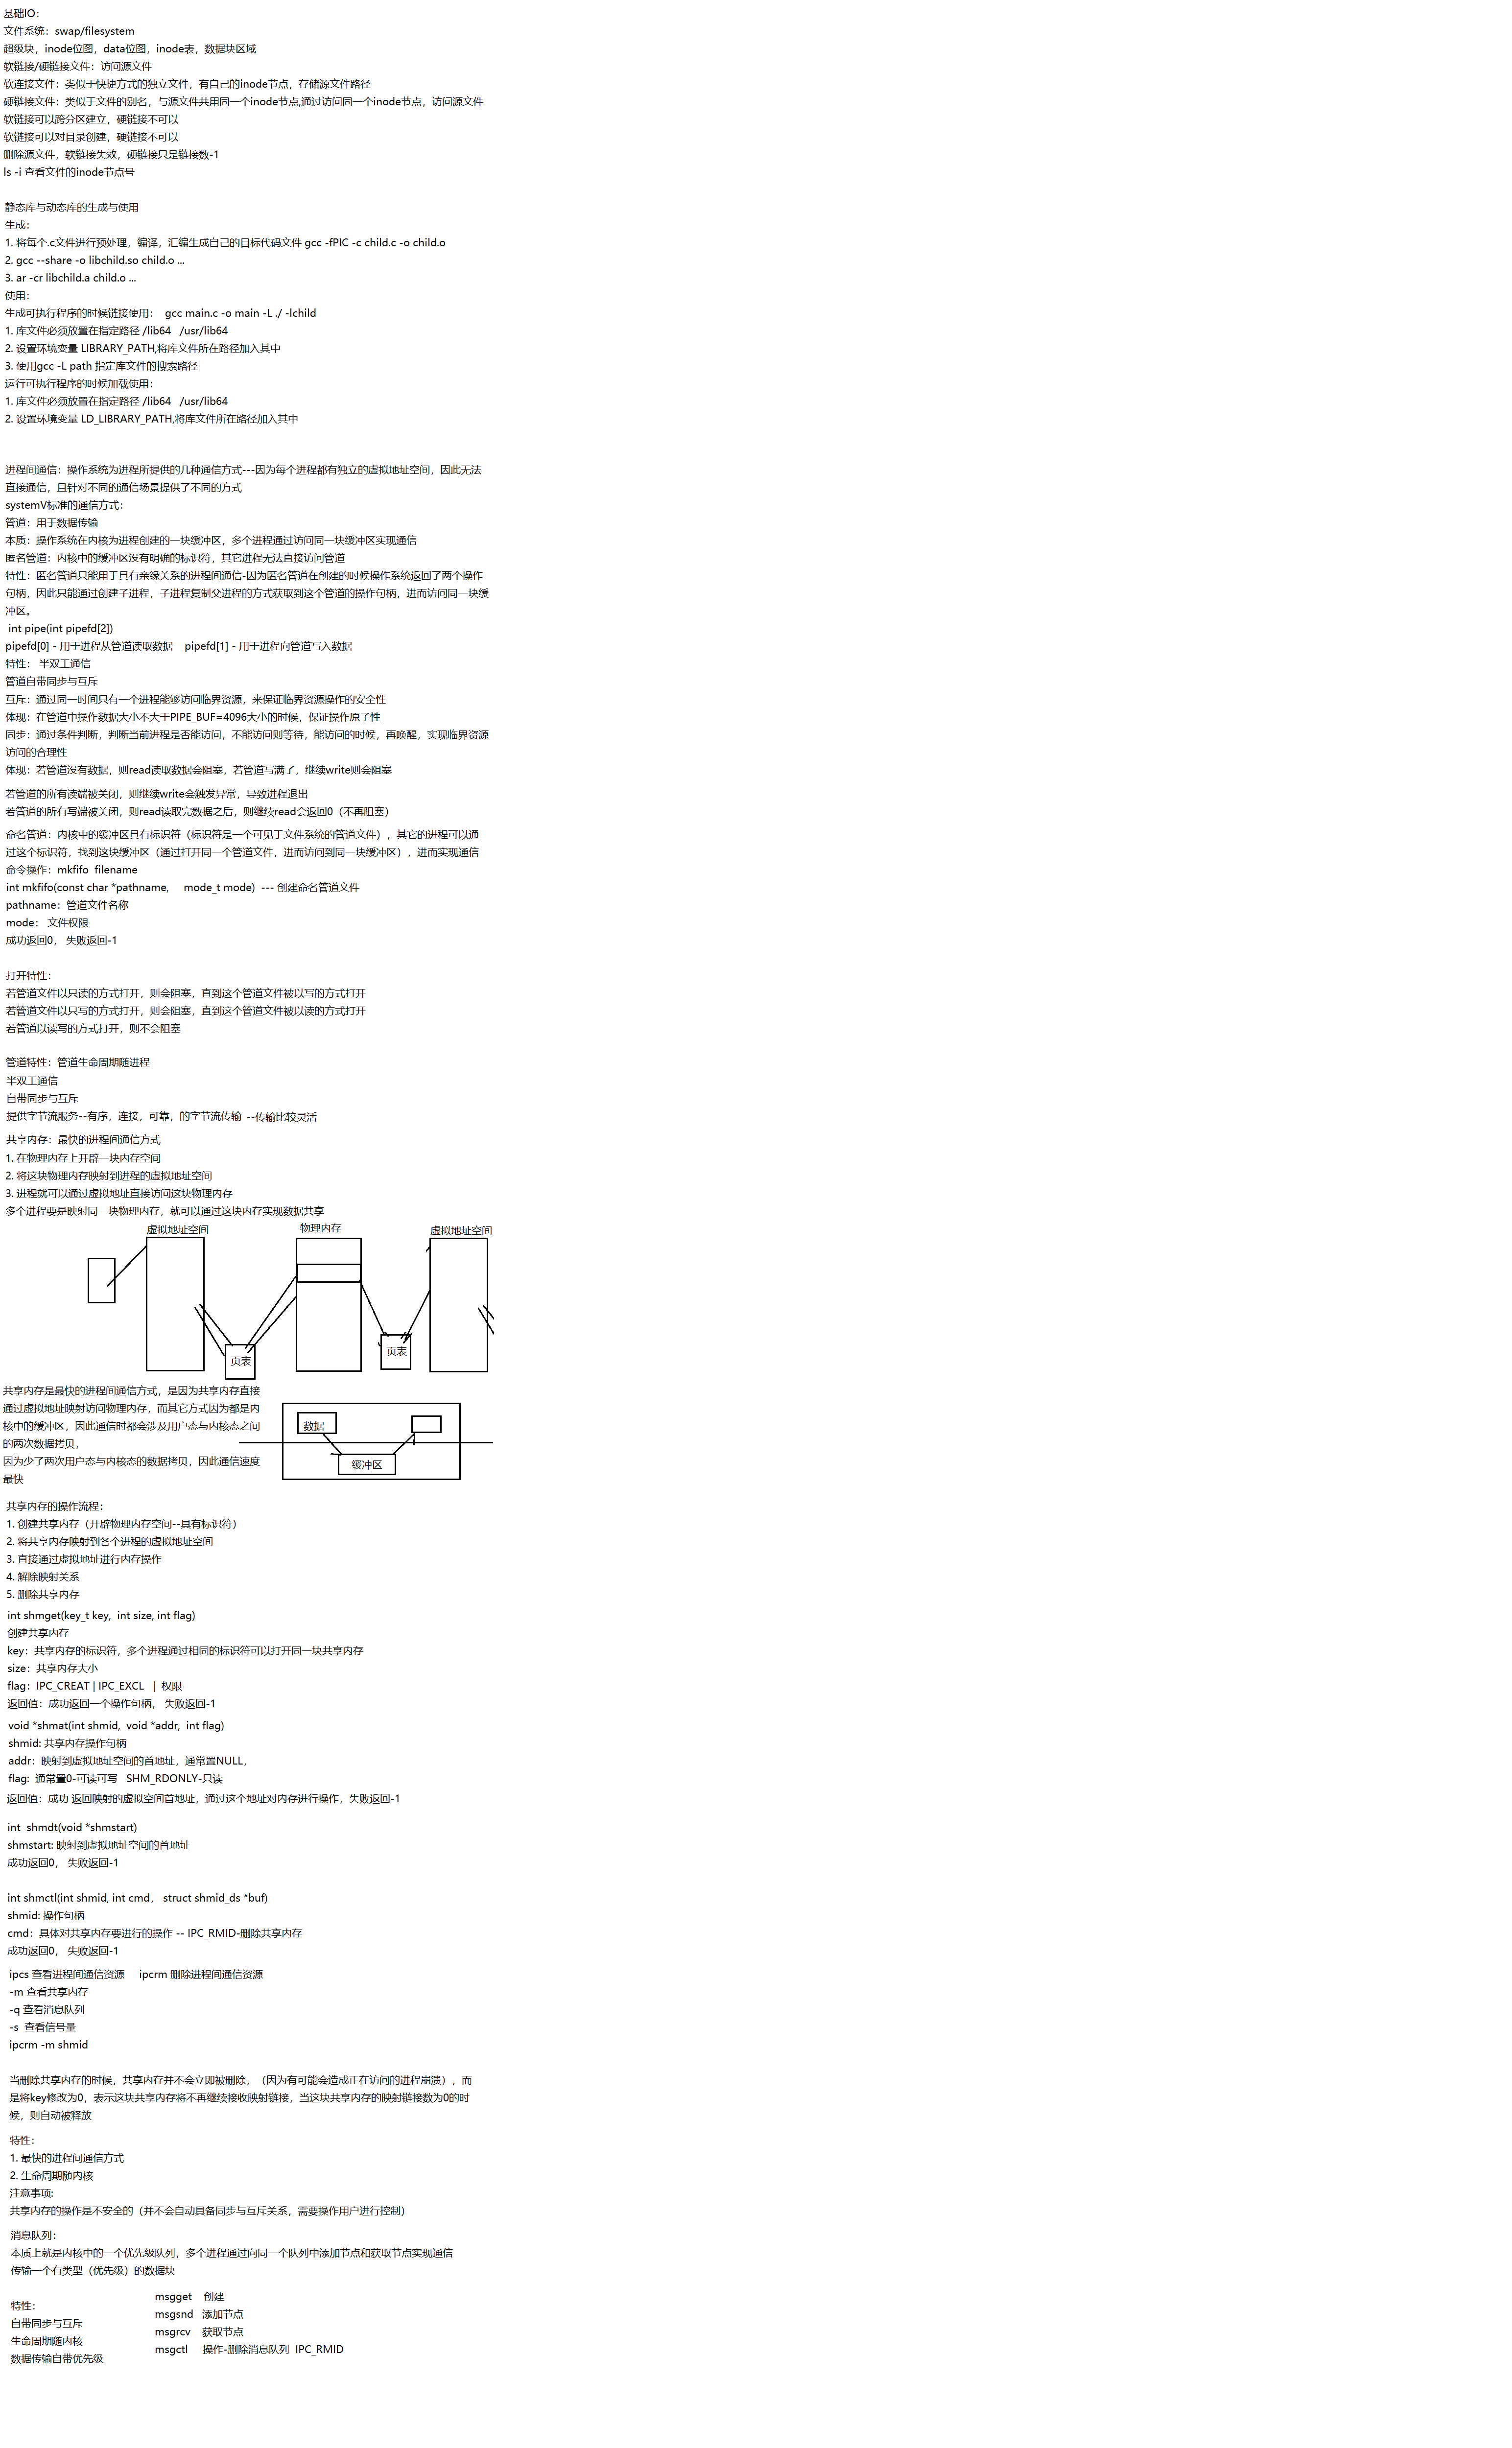 基础IO：
文件系统：swap/filesystem
超级块，inode位图，data位图，inode表，数据块区域
软链接/硬链接文件：访问源文件
软连接文件：类似于快捷方式的独立文件，有自己的inode节点，存储源文件路径
硬链接文件：类似于文件的别名，与源文件共用同一个inode节点,通过访问同一个inode节点，访问源文件
软链接可以跨分区建立，硬链接不可以
软链接可以对目录创建，硬链接不可以
删除源文件，软链接失效，硬链接只是链接数-1
ls -i 查看文件的inode节点号
静态库与动态库的生成与使用
生成：
1. 将每个.c文件进行预处理，编译，汇编生成自己的目标代码文件 gcc -fPIC -c child.c -o child.o
2. gcc --share -o libchild.so child.o ...
3. ar -cr libchild.a child.o ...
使用：
生成可执行程序的时候链接使用： gcc main.c -o main -L ./ -lchild
1. 库文件必须放置在指定路径 /lib64 /usr/lib64
2. 设置环境变量 LIBRARY_PATH,将库文件所在路径加入其中
3. 使用gcc -L path 指定库文件的搜索路径
运行可执行程序的时候加载使用：
1. 库文件必须放置在指定路径 /lib64 /usr/lib64
2. 设置环境变量 LD_LIBRARY_PATH,将库文件所在路径加入其中
进程间通信：操作系统为进程所提供的几种通信方式---因为每个进程都有独立的虚拟地址空间，因此无法
直接通信，且针对不同的通信场景提供了不同的方式
systemV标准的通信方式：
管道：用于数据传输
本质：操作系统在内核为进程创建的一块缓冲区，多个进程通过访问同一块缓冲区实现通信
匿名管道：内核中的缓冲区没有明确的标识符，其它进程无法直接访问管道
特性：匿名管道只能用于具有亲缘关系的进程间通信-因为匿名管道在创建的时候操作系统返回了两个操作
句柄，因此只能通过创建子进程，子进程复制父进程的方式获取到这个管道的操作句柄，进而访问同一块缓
冲区。
int pipe(int pipefd[2])
pipefd[0] - 用于进程从管道读取数据 pipefd[1] - 用于进程向管道写入数据
特性： 半双工通信
管道自带同步与互斥
互斥：通过同一时间只有一个进程能够访问临界资源，来保证临界资源操作的安全性
体现：在管道中操作数据大小不大于PIPE_BUF=4096大小的时候，保证操作原子性
同步：通过条件判断，判断当前进程是否能访问，不能访问则等待，能访问的时候，再唤醒，实现临界资源
访问的合理性
体现：若管道没有数据，则read读取数据会阻塞，若管道写满了，继续write则会阻塞
若管道的所有读端被关闭，则继续write会触发异常，导致进程退出
若管道的所有写端被关闭，则read读取完数据之后，则继续read会返回0（不再阻塞）
命名管道：内核中的缓冲区具有标识符（标识符是一个可见于文件系统的管道文件），其它的进程可以通
过这个标识符，找到这块缓冲区（通过打开同一个管道文件，进而访问到同一块缓冲区），进而实现通信
命令操作：mkfifo filename
int mkfifo(const char *pathname, mode_t mode) --- 创建命名管道文件
pathname：管道文件名称
mode： 文件权限
成功返回0， 失败返回-1
打开特性：
若管道文件以只读的方式打开，则会阻塞，直到这个管道文件被以写的方式打开
若管道文件以只写的方式打开，则会阻塞，直到这个管道文件被以读的方式打开
若管道以读写的方式打开，则不会阻塞
管道特性：管道生命周期随进程
半双工通信
自带同步与互斥
提供字节流服务--有序，连接，可靠，的字节流传输 --传输比较灵活
共享内存：最快的进程间通信方式
1. 在物理内存上开辟一块内存空间
2. 将这块物理内存映射到进程的虚拟地址空间
3. 进程就可以通过虚拟地址直接访问这块物理内存
多个进程要是映射同一块物理内存，就可以通过这块内存实现数据共享
虚拟地址空间 物理内存 虚拟地址空间
页表 页表
共享内存是最快的进程间通信方式，是因为共享内存直接
通过虚拟地址映射访问物理内存，而其它方式因为都是内
核中的缓冲区，因此通信时都会涉及用户态与内核态之间
的两次数据拷贝，
因为少了两次用户态与内核态的数据拷贝，因此通信速度
最快
数据
缓冲区
共享内存的操作流程：
1. 创建共享内存（开辟物理内存空间--具有标识符）
2. 将共享内存映射到各个进程的虚拟地址空间
3. 直接通过虚拟地址进行内存操作
4. 解除映射关系
5. 删除共享内存
int shmget(key_t key, int size, int flag)
创建共享内存
key：共享内存的标识符，多个进程通过相同的标识符可以打开同一块共享内存
size：共享内存大小
flag：IPC_CREAT | IPC_EXCL | 权限
返回值：成功返回一个操作句柄， 失败返回-1
void *shmat(int shmid, void *addr, int flag)
shmid: 共享内存操作句柄
addr：映射到虚拟地址空间的首地址，通常置NULL，
flag: 通常置0-可读可写 SHM_RDONLY-只读
返回值：成功 返回映射的虚拟空间首地址，通过这个地址对内存进行操作，失败返回-1
int shmdt(void *shmstart)
shmstart: 映射到虚拟地址空间的首地址
成功返回0， 失败返回-1
int shmctl(int shmid, int cmd， struct shmid_ds *buf)
shmid: 操作句柄
cmd：具体对共享内存要进行的操作 -- IPC_RMID-删除共享内存
成功返回0， 失败返回-1
ipcs 查看进程间通信资源 ipcrm 删除进程间通信资源
-m 查看共享内存
-q 查看消息队列
-s 查看信号量
ipcrm -m shmid
当删除共享内存的时候，共享内存并不会立即被删除，（因为有可能会造成正在访问的进程崩溃），而
是将key修改为0，表示这块共享内存将不再继续接收映射链接，当这块共享内存的映射链接数为0的时
候，则自动被释放
特性：
1. 最快的进程间通信方式
2. 生命周期随内核
注意事项:
共享内存的操作是不安全的（并不会自动具备同步与互斥关系，需要操作用户进行控制）
消息队列：
本质上就是内核中的一个优先级队列，多个进程通过向同一个队列中添加节点和获取节点实现通信
传输一个有类型（优先级）的数据块
特性：
自带同步与互斥
生命周期随内核
数据传输自带优先级
msgget 创建
msgsnd 添加节点
msgrcv 获取节点
msgctl 操作-删除消息队列 IPC_RMID